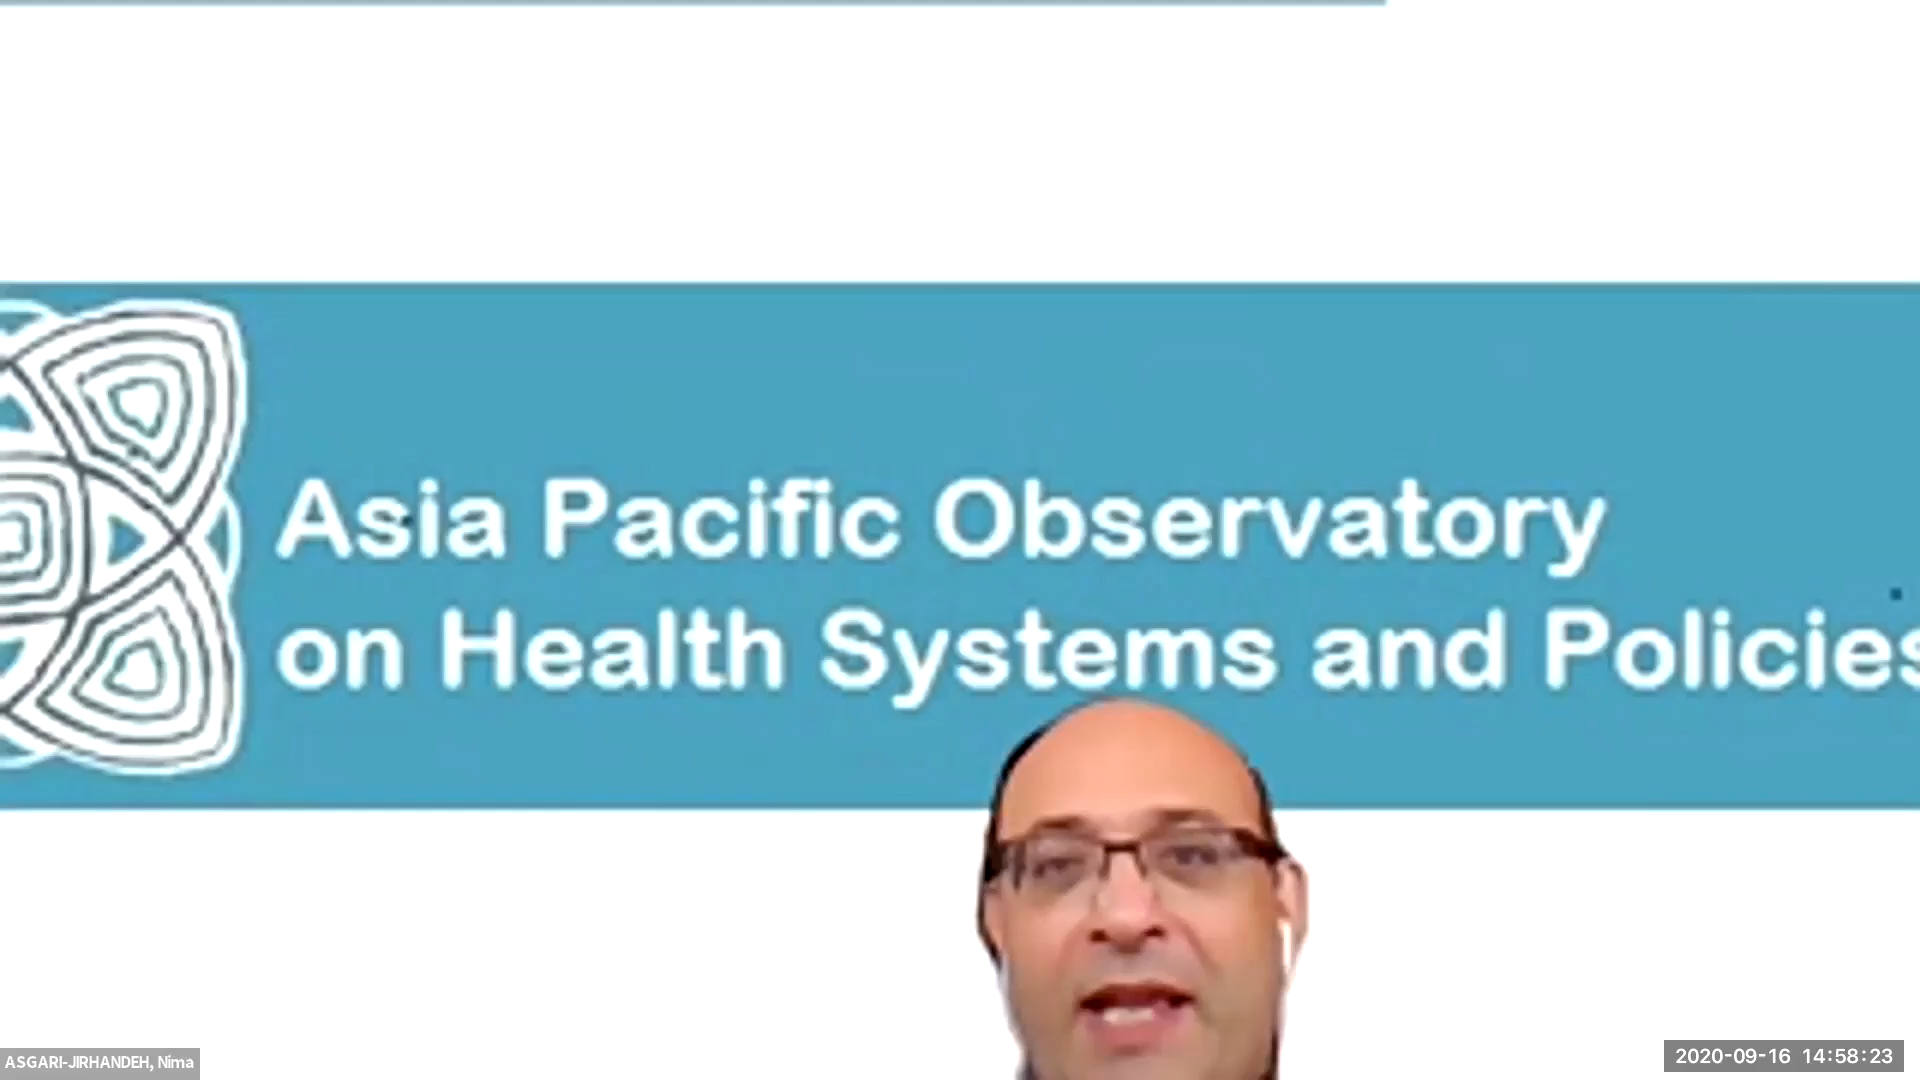 Asia Pacific Observatory
on Health Systems and Policies
ASGARI-JIRHANDEH, Nima
2020-09-16 14:58:23